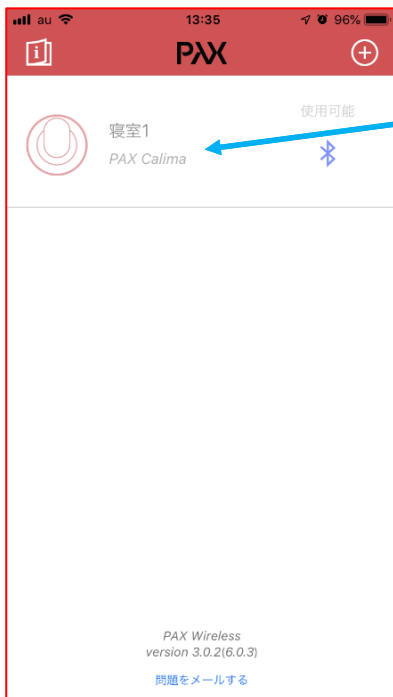 au 13:35 96%
PAX
使用可能
寝室1
PAX Calima
PAX Wireless
version 3.0.2(6.0.3)
問題をメールする